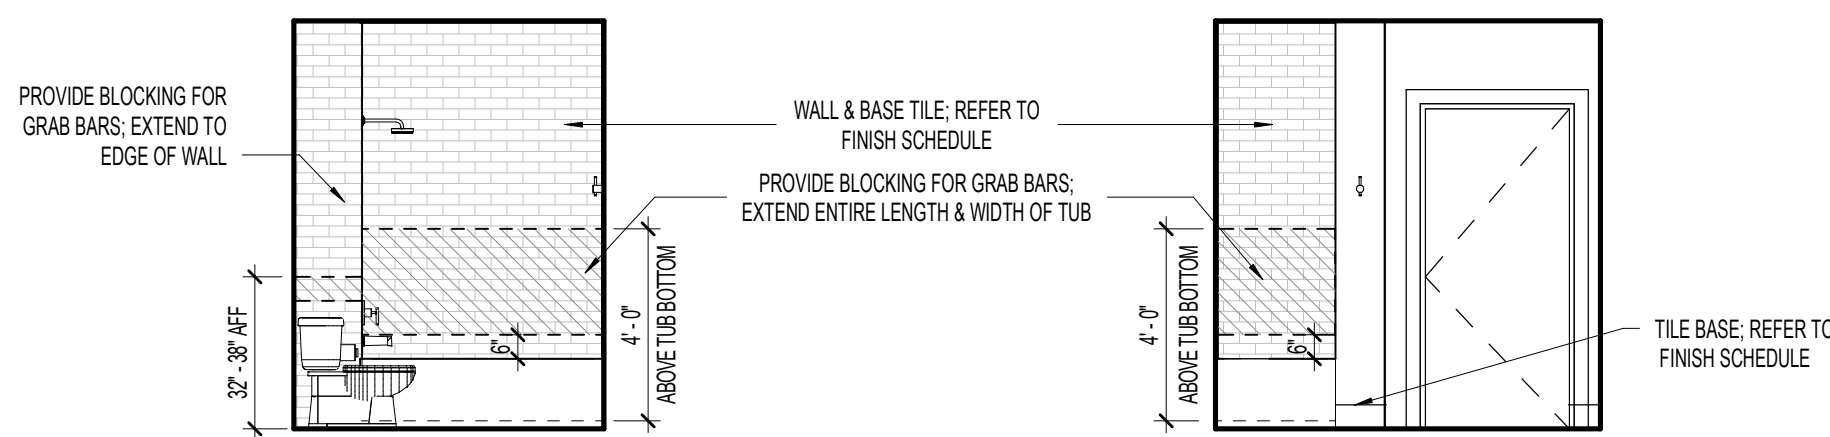 PROVIDE BLOCKING FOR
GRAB BARS; EXTEND TO
EDGE OF WALL
WALL & BASE TILE; REFER TO
FINISH SCHEDULE
PROVIDE BLOCKING FOR GRAB BARS;
EXTEND ENTIRE LENGTH & WIDTH OF TUB
32" - 38" AFF
6"
4' - 0"
ABOVE TUB BOTTOM
4' - 0"
ABOVE TUB BOTTOM
6"
TILE BASE; REFER TO
FINISH SCHEDULE